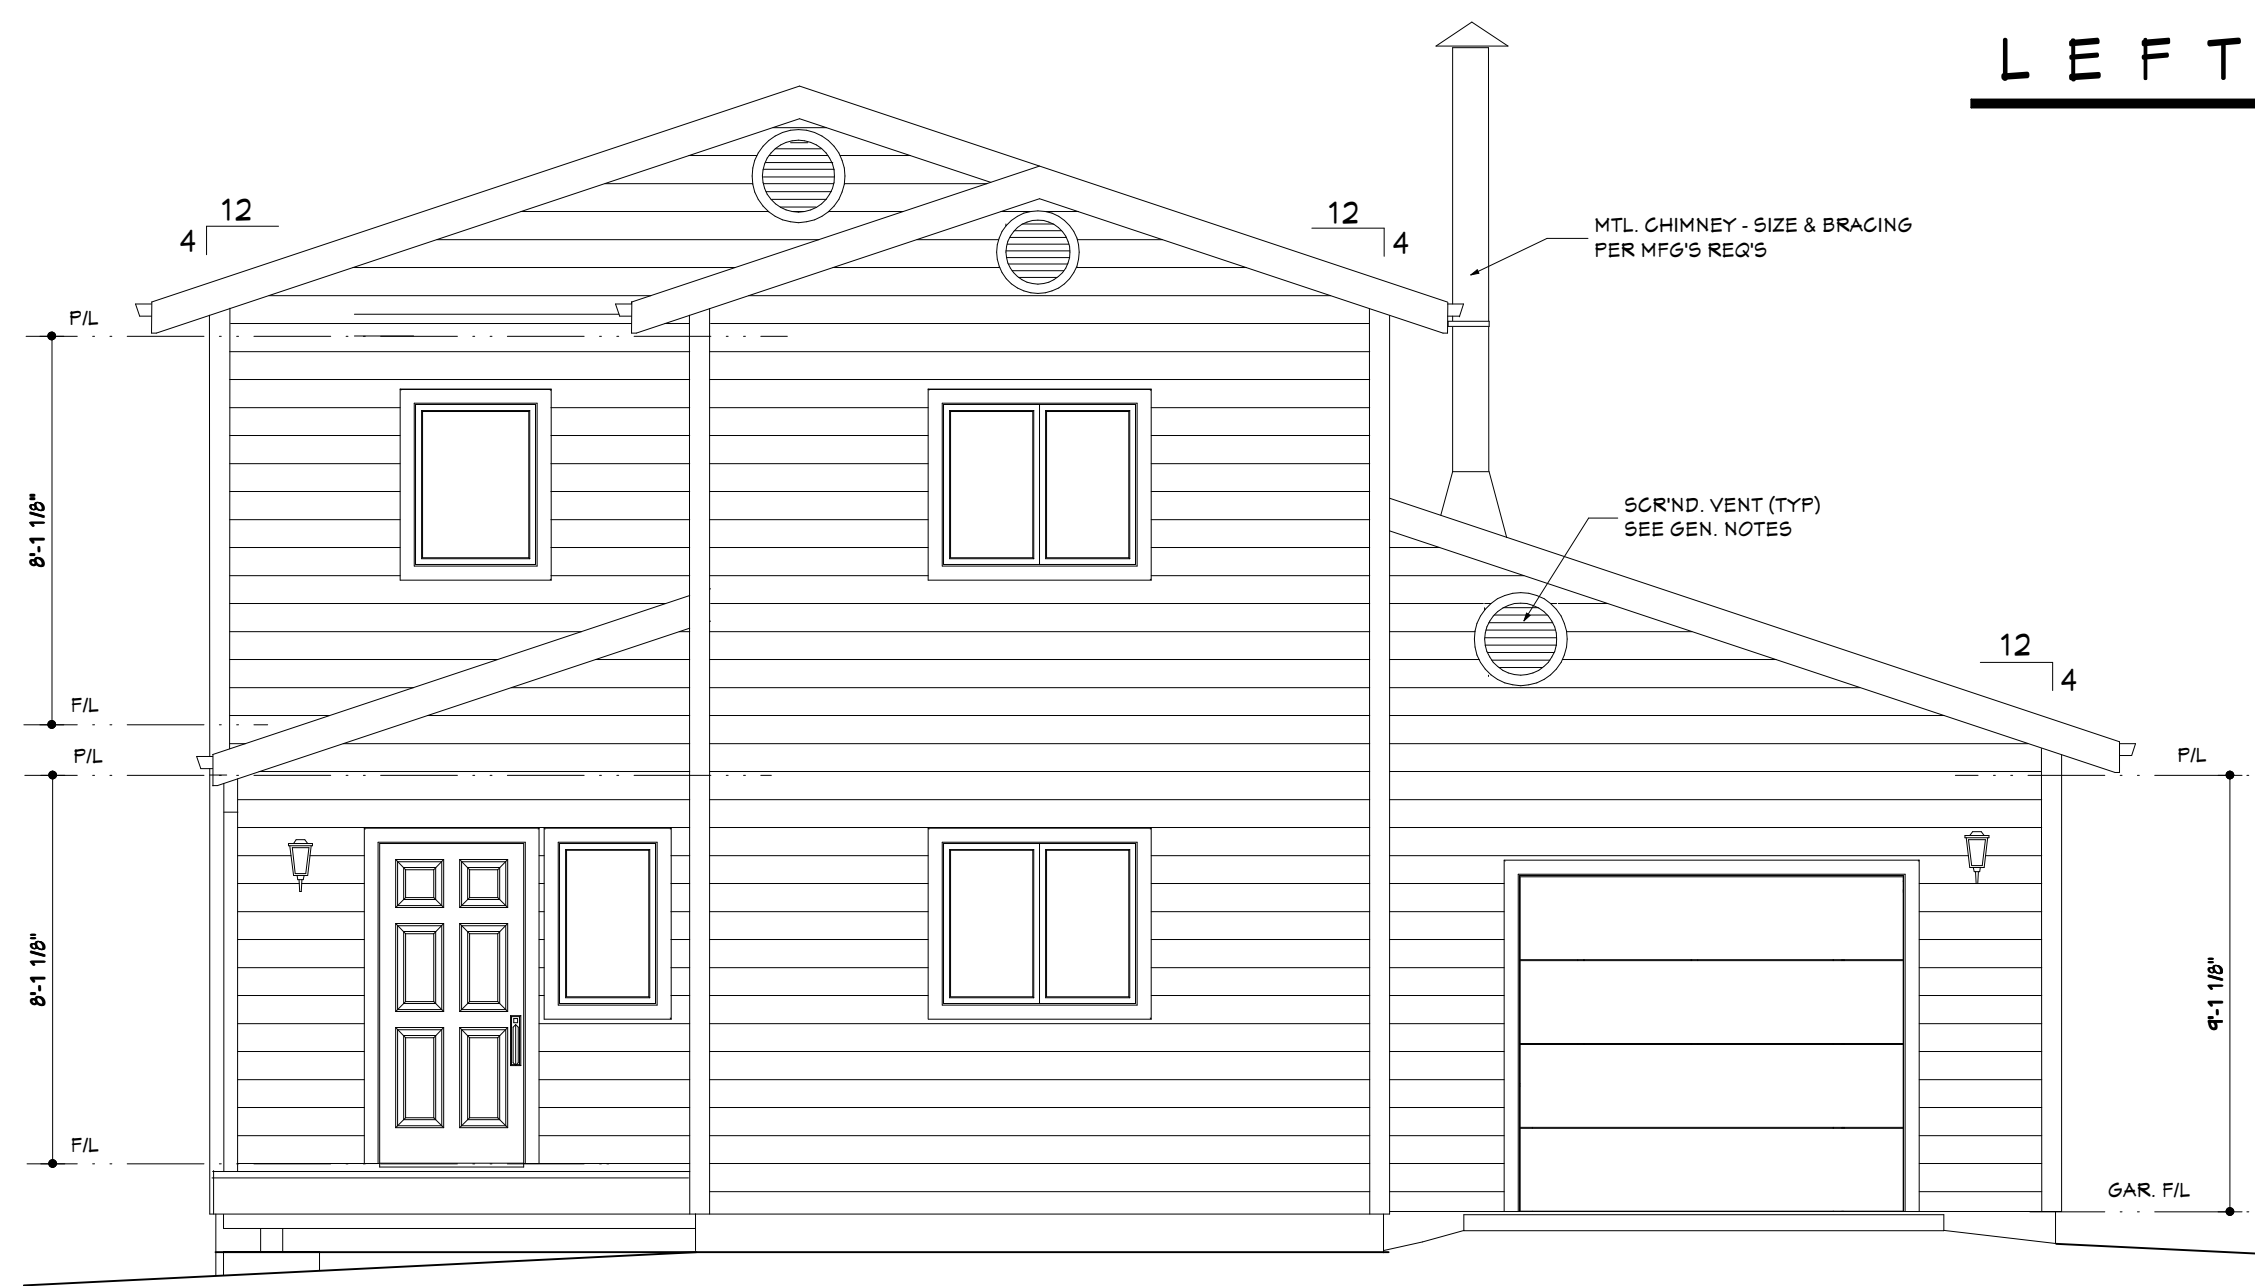 LEFT
12
4
12
4
MTL. CHIMNEY - SIZE & BRACING
PER MFG'S REQ'S
P/L
8'-1 1/8"
SCR'ND. VENT (TYP)
SEE GEN. NOTES
12
4
F/L
P/L
P/L
8'-1 1/8"
9'-1 1/8"
F/L
GAR. F/L